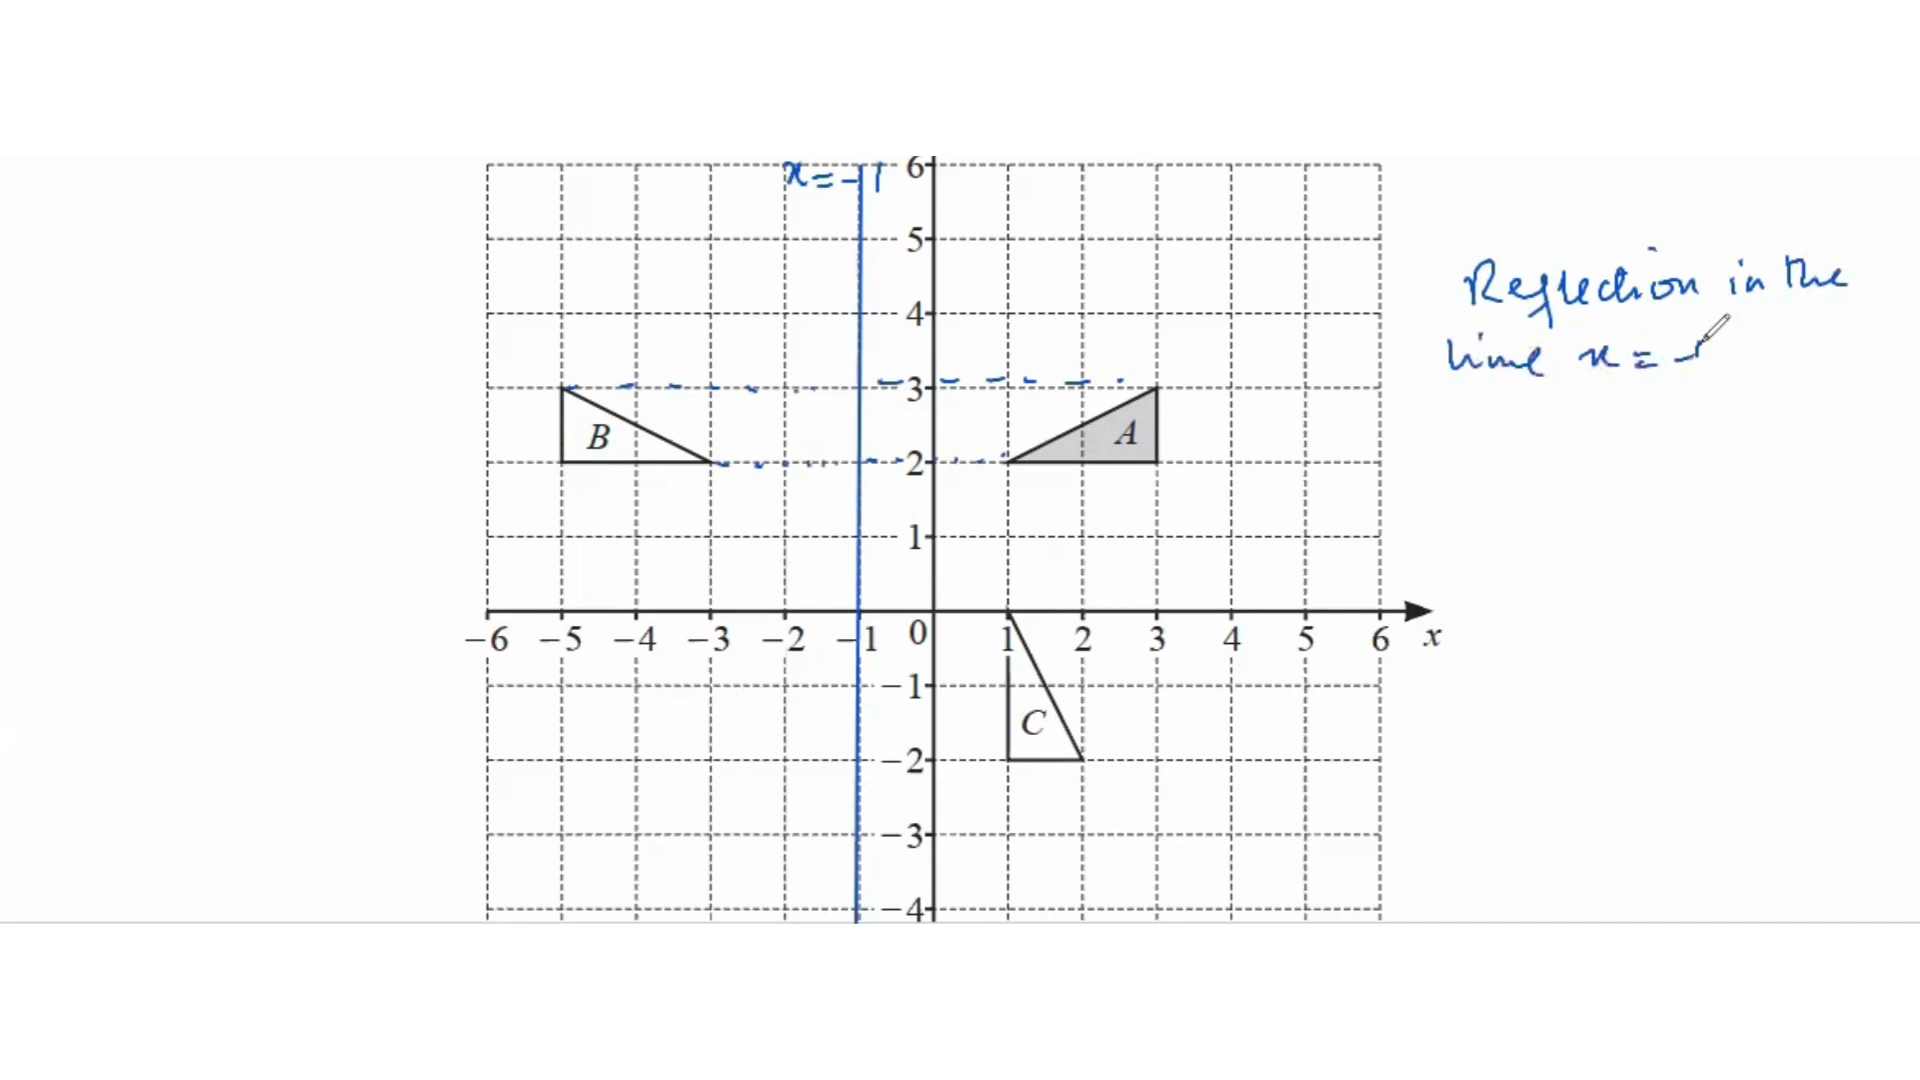 x=-1
6
5
4
3
2
1
Reflection in the
line x = -1
B
A
-6 -5 -4 -3 -2 -1 0 1 2 3 4 5 6 x
-1
C
-2
-3
-4